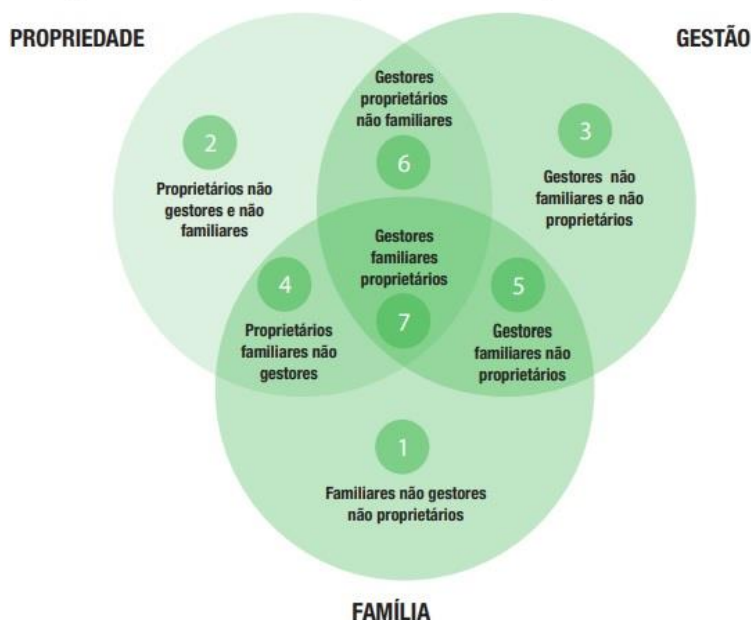 PROPRIEDADE
GESTÃO
Gestores
proprietários
não familiares
6
2
Proprietários não
gestores e não
familiares
3
Gestores não
familiares e não
proprietários
Gestores
familiares
proprietários
7
4
Proprietários
familiares não
gestores
5
Gestores
familiares não
proprietários
1
Familiares não gestores
não proprietários
FAMÍLIA